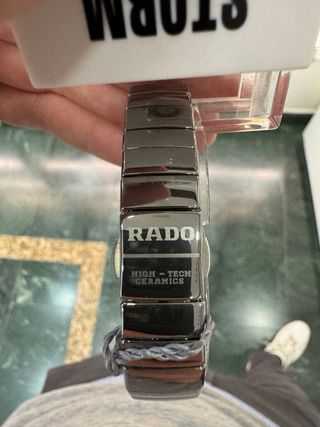 STORM
RADO
HIGH - TECH
CERAMICS